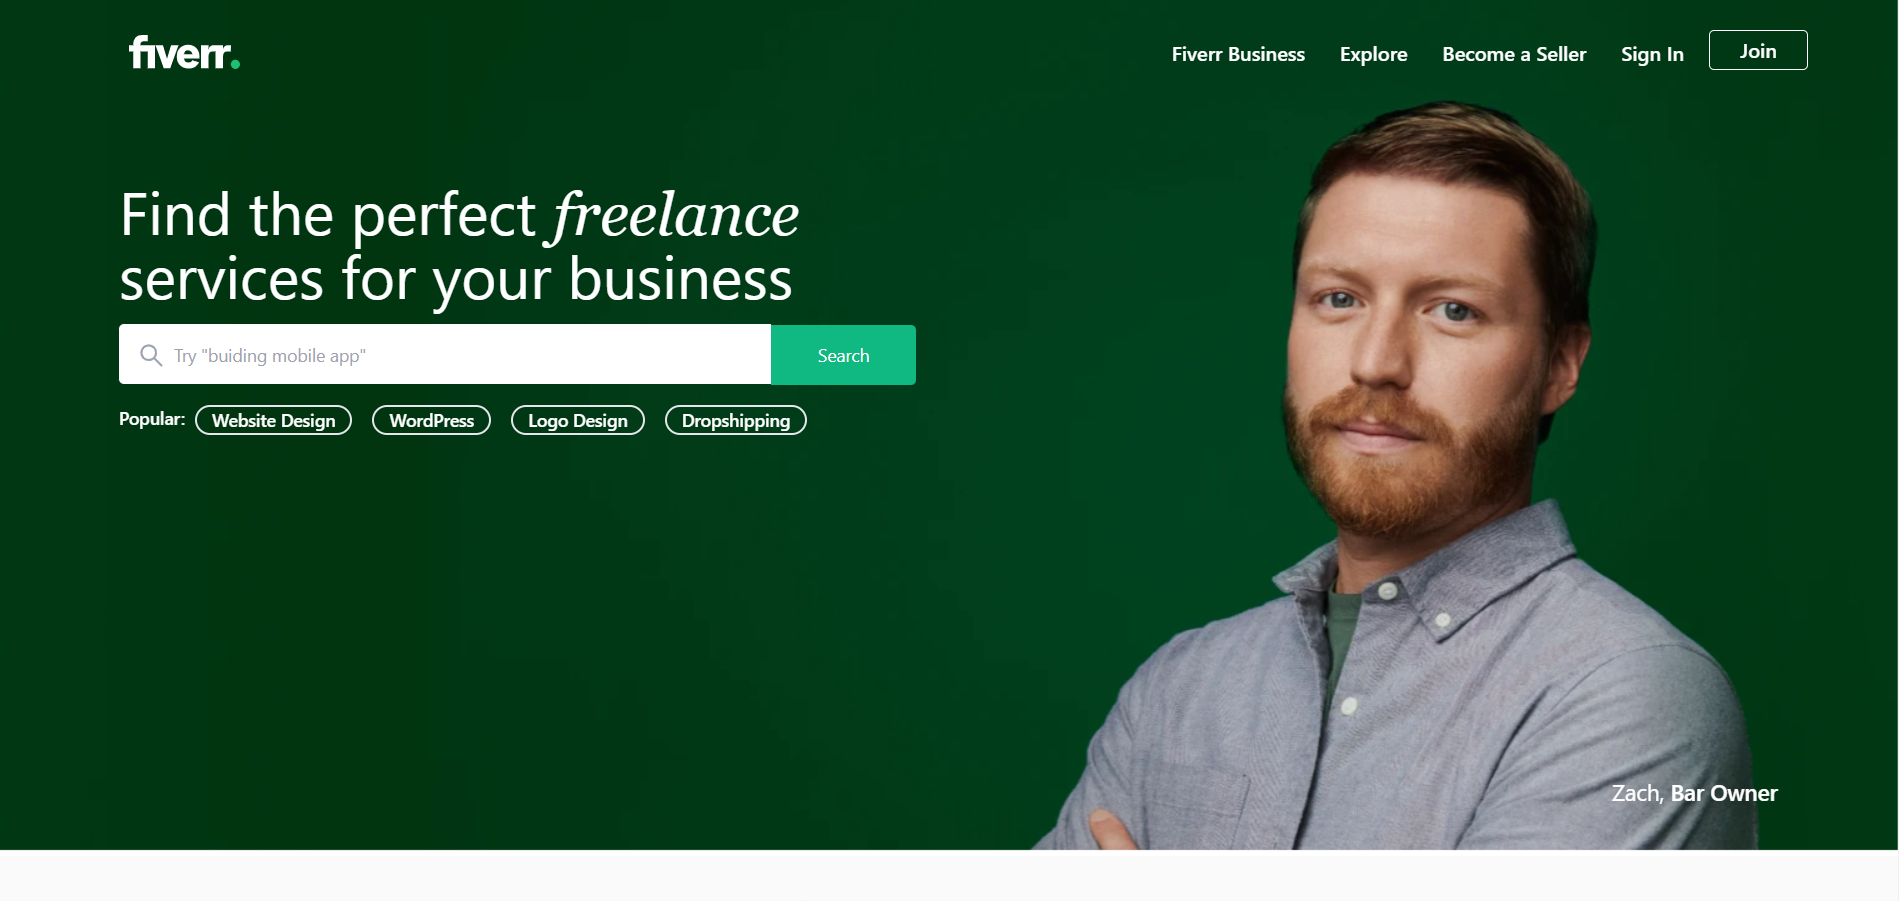 fiverr.
Fiverr Business Explore Become a Seller Sign In Join
Find the perfect freelance
services for your business
Try "buiding mobile app" Search
Popular: Website Design WordPress Logo Design Dropshipping
Zach, Bar Owner